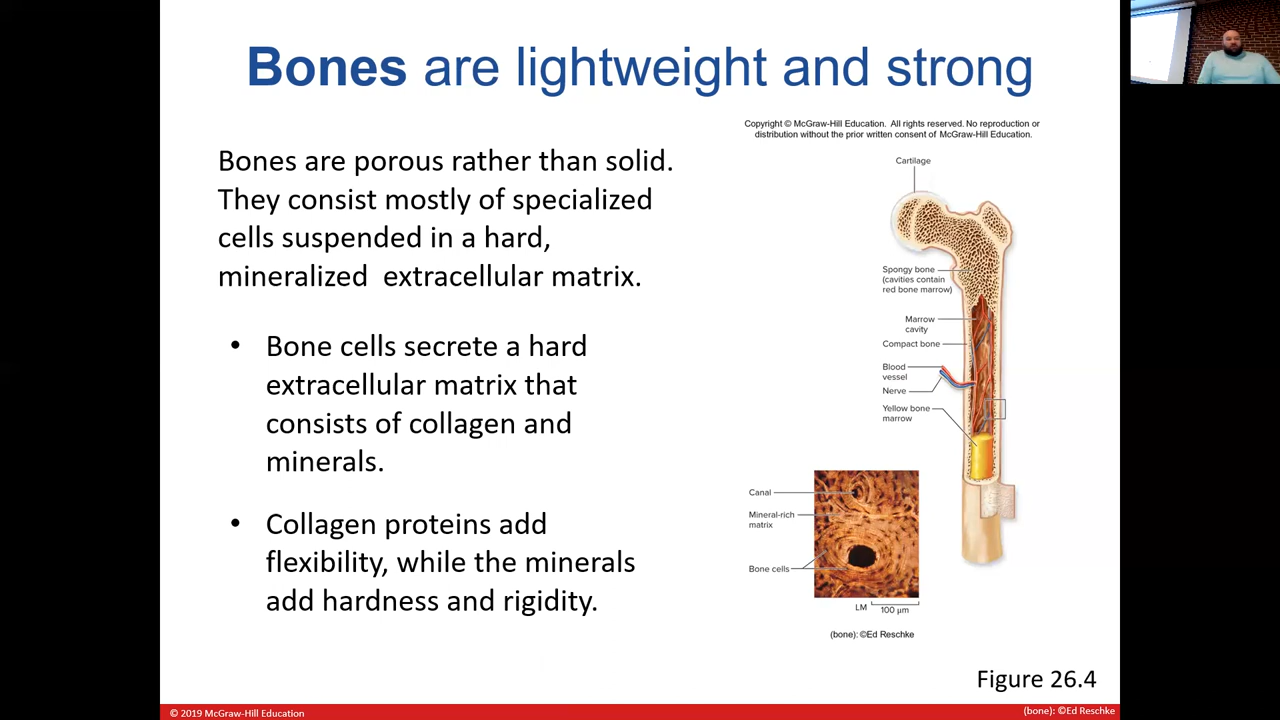 Bones are lightweight and strong
Copyright © McGraw-Hill Education. All rights reserved. No reproduction or
distribution without the prior written consent of McGraw-Hill Education.
Bones are porous rather than solid.
They consist mostly of specialized
cells suspended in a hard,
mineralized extracellular matrix.
• Bone cells secrete a hard
extracellular matrix that
consists of collagen and
minerals.
• Collagen proteins add
flexibility, while the minerals
add hardness and rigidity.
Cartilage
Spongy bone
(cavities contain
red bone marrow)
Marrow
cavity
Compact bone
Blood
vessel
Nerve
Yellow bone
marrow
Canal
Mineral-rich
matrix
Bone cells
LM
100 µm
(bone): ©Ed Reschke
Figure 26.4
© 2019 McGraw-Hill Education
(bone): ©Ed Reschke